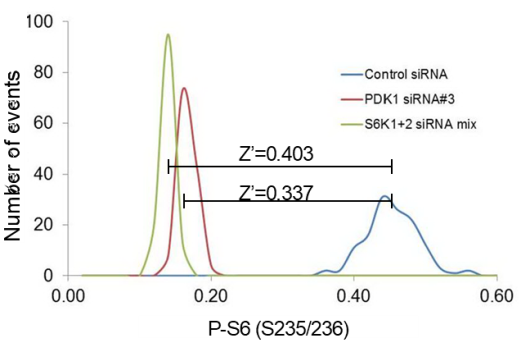 100
80
60
40
20
0
Number of events
Control siRNA
PDK1 siRNA#3
S6K1+2 siRNA mix
Z'=0.403
Z'=0.337
0.00 0.20 0.40 0.60
P-S6 (S235/236)